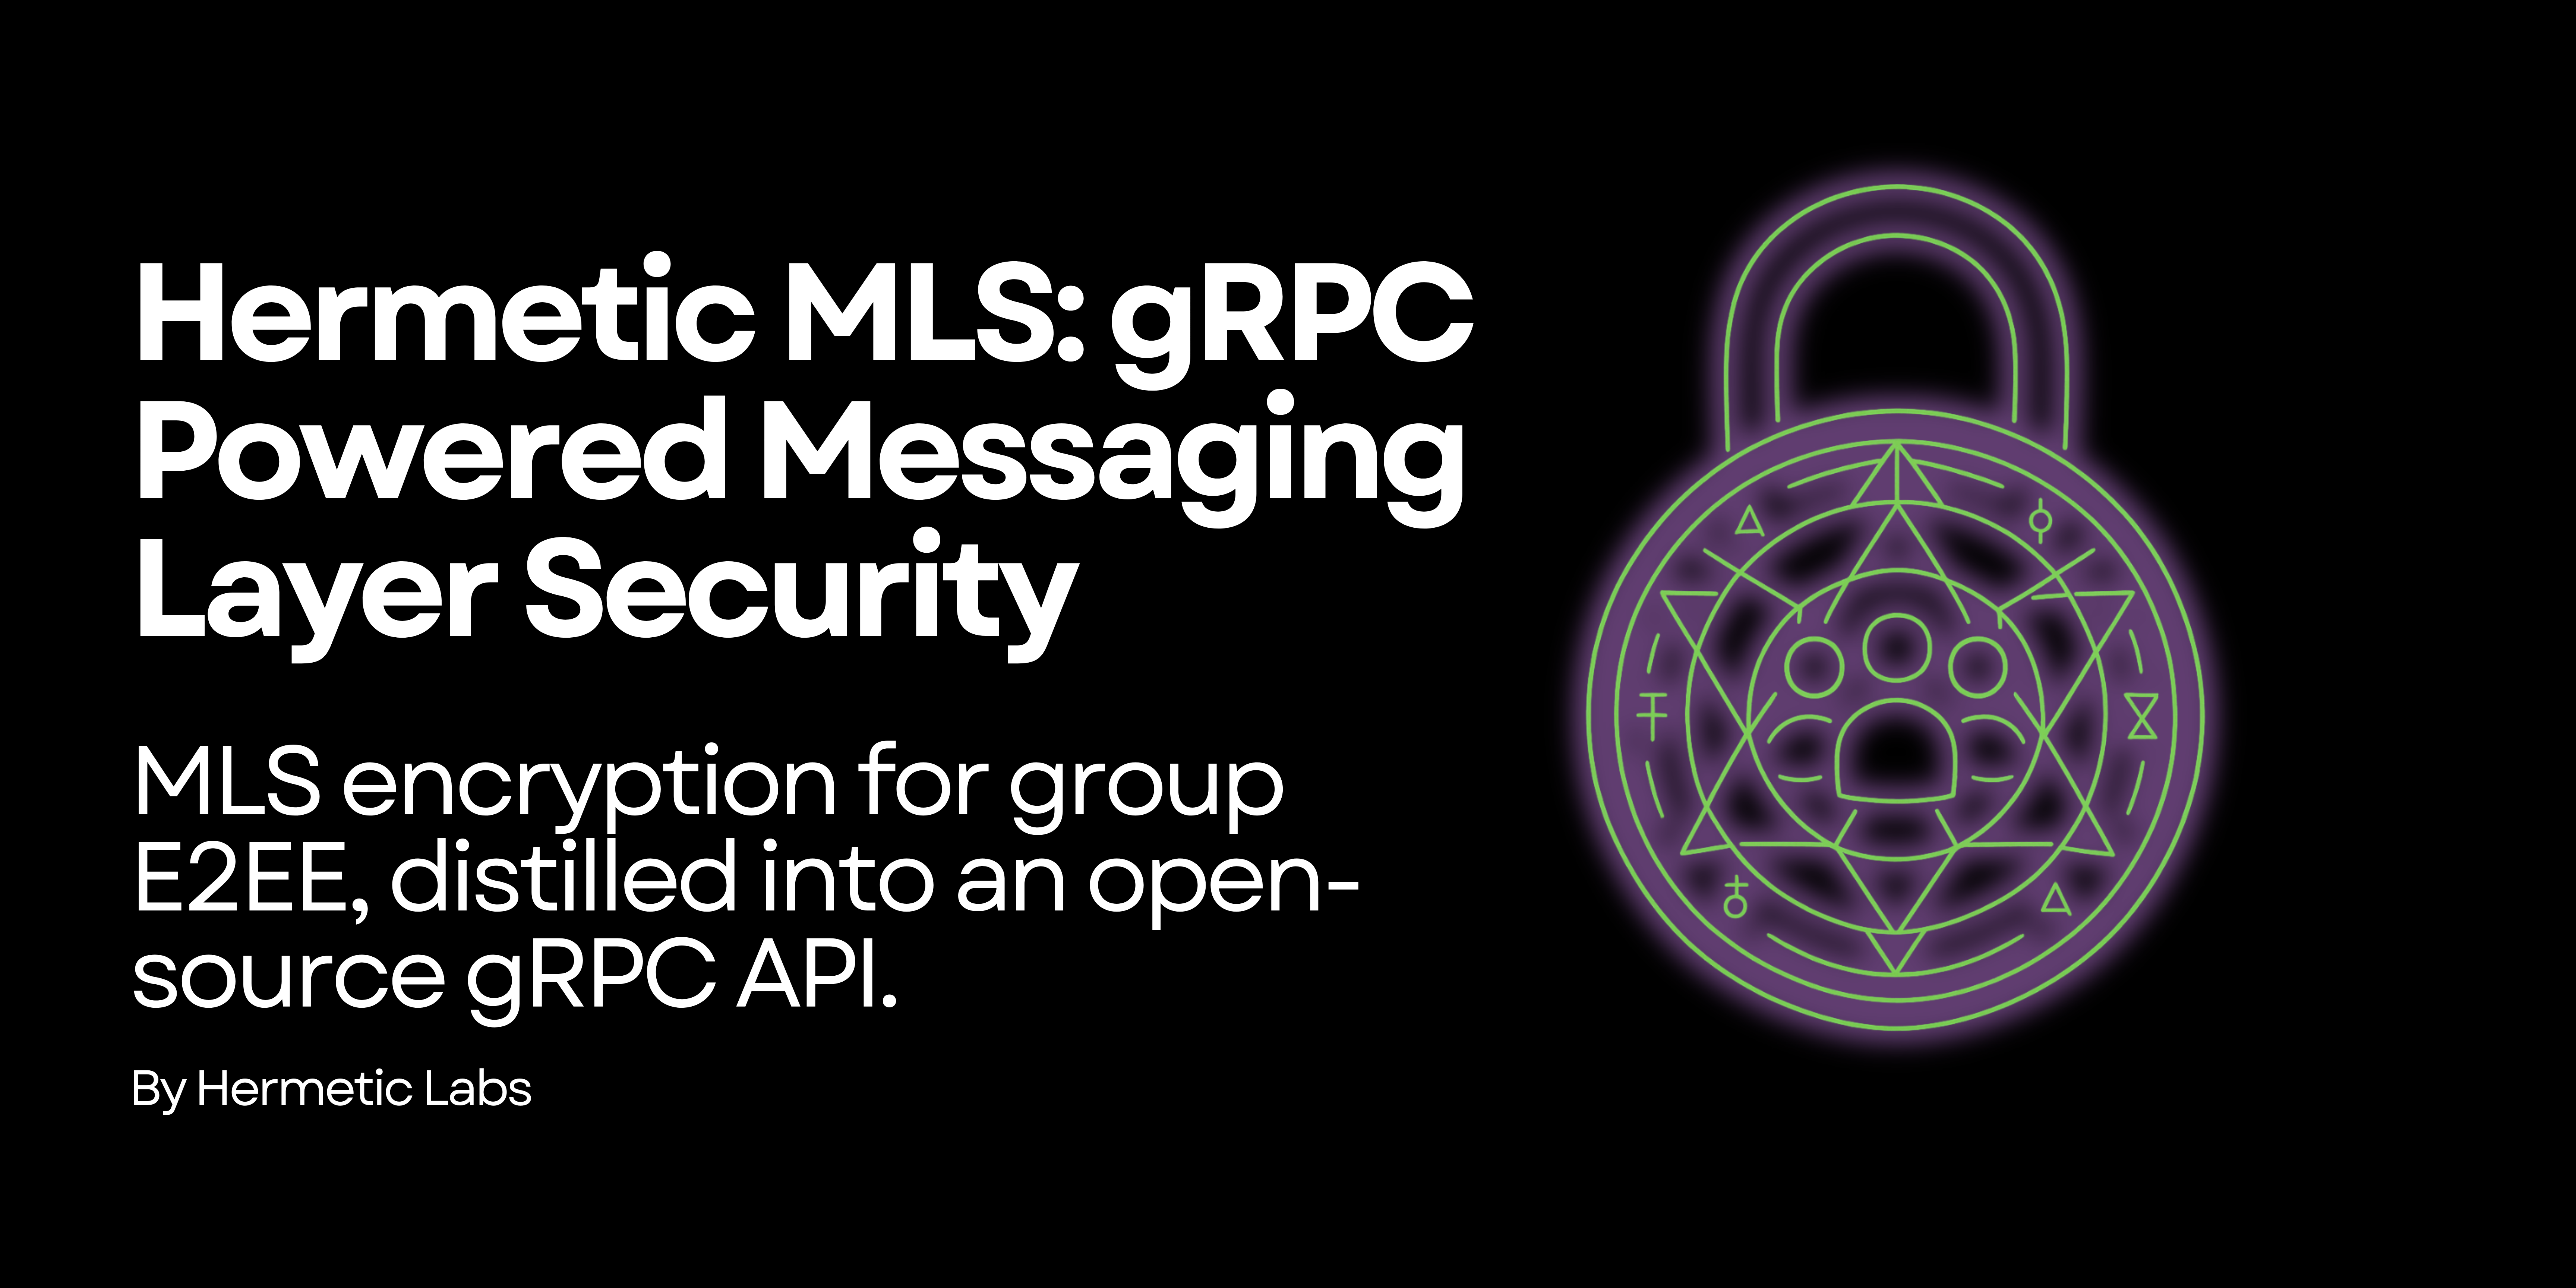 Hermetic MLS: gRPC
Powered Messaging
Layer Security
MLS encryption for group
E2EE, distilled into an open-
source gRPC API.
By Hermetic Labs